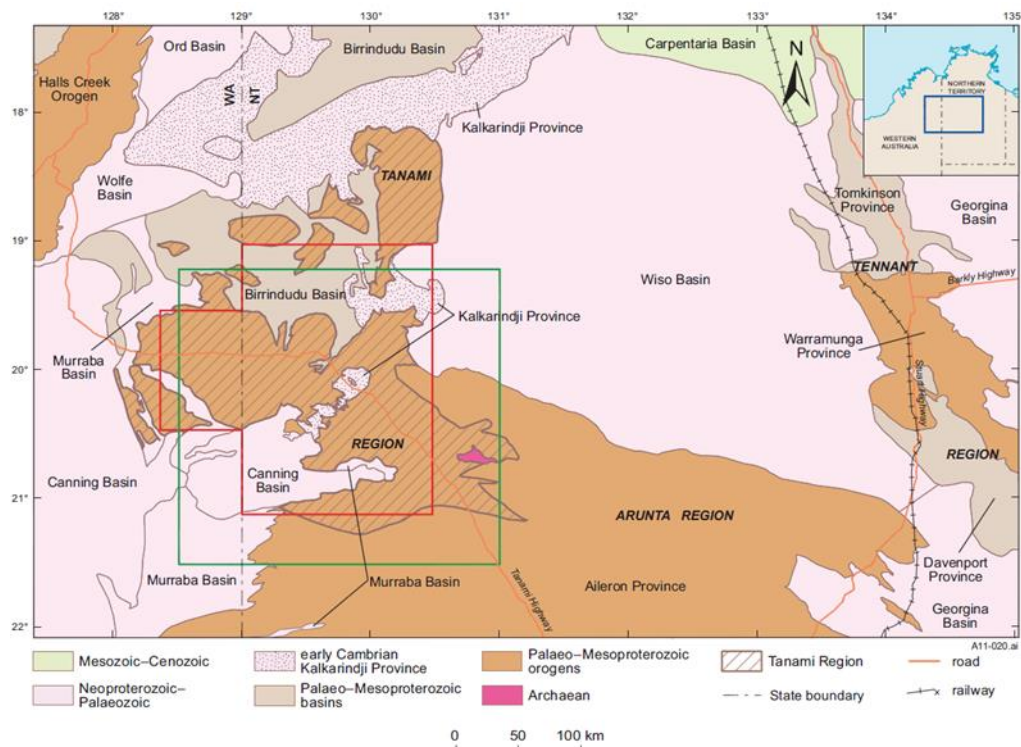 128°
129°
130°
131°
132°
133°
134°
135
Ord Basin
Birrindudu Basin
Carpentaria Basin
N
Halls Creek
Orogen
WA
NT
NORTHERN
TERRITORY
WESTERN
AUSTRALIA
18°
Kalkarindji Province
TANAMI
Wolfe
Basin
Tomkinson
Province
Georgina
Basin
19°
TENNANT
Barkly Highway
Birrindudu Basin
Wiso Basin
Kalkarindji Province
Warramunga
Province
Murraba
Basin
20°
Stuart Highway
REGION
REGION
Canning Basin
Canning
Basin
21°
ARUNTA REGION
Davenport
Province
Murraba Basin
Murraba Basin
Aileron Province
Tanami Highway
Georgina
Basin
22°
A11-020.ai
Mesozoic–Cenozoic
early Cambrian
Kalkarindji Province
Palaeo–Mesoproterozoic
orogens
Tanami Region
road
Neoproterozoic–
Palaeozoic
Palaeo–Mesoproterozoic
basins
Archaean
State boundary
railway
0 50 100 km